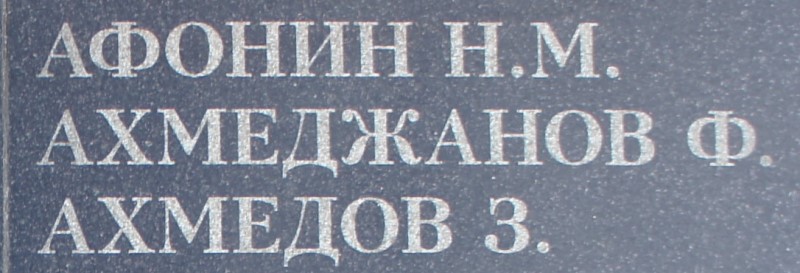 АФОНИН Н.М.
АХМЕДЖАНОВ Ф.
АХМЕДОВ З.